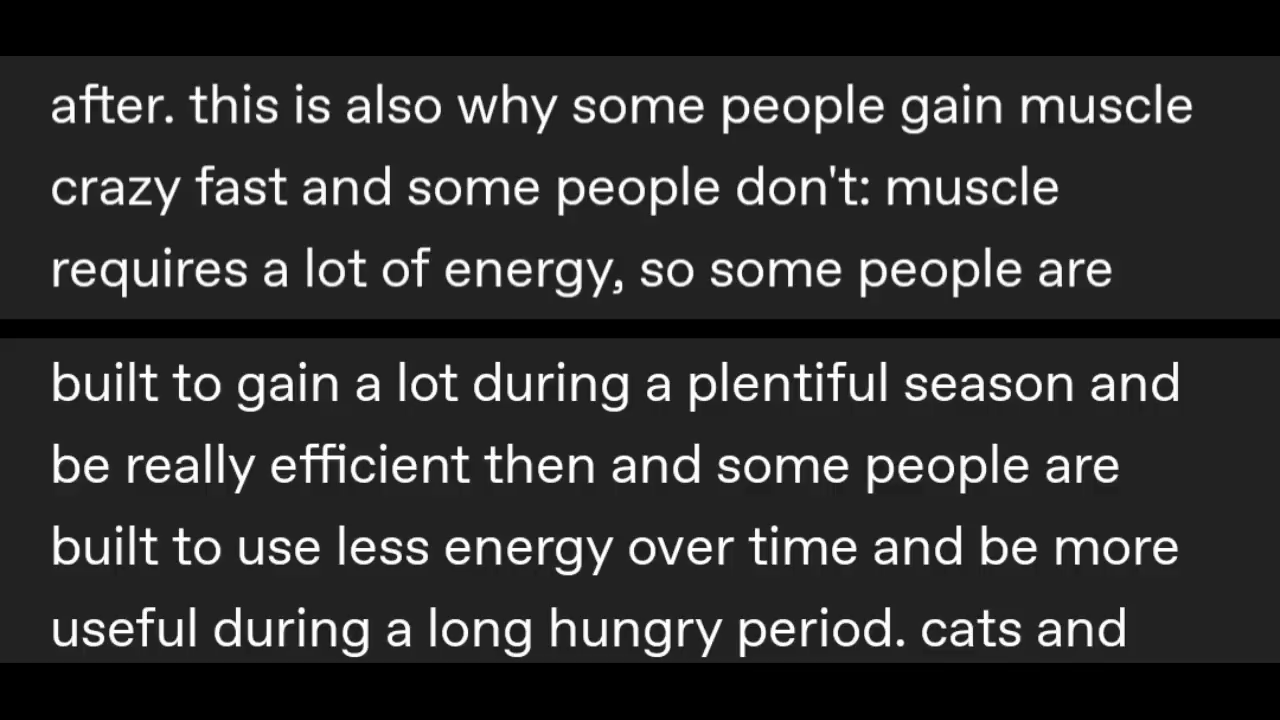 after. this is also why some people gain muscle
crazy fast and some people don't: muscle
requires a lot of energy, so some people are
built to gain a lot during a plentiful season and
be really efficient then and some people are
built to use less energy over time and be more
useful during a long hungry period. cats and